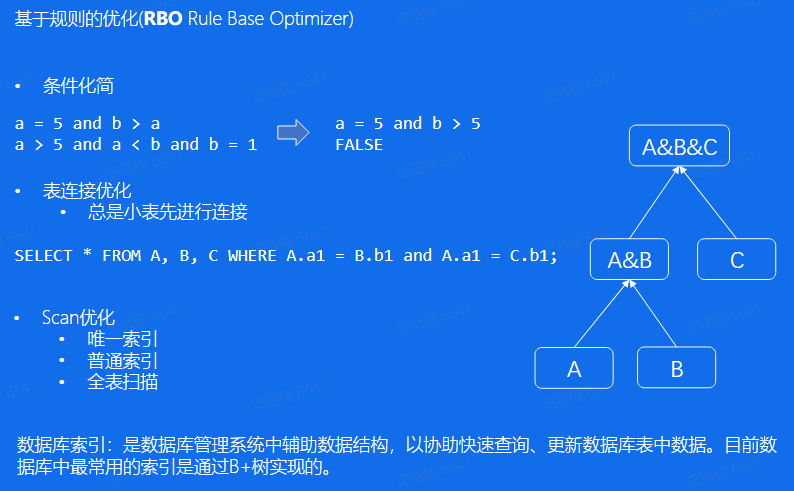 基于规则的优化(RBO Rule Base Optimizer)
• 条件化简
a = 5 and b > a
a > 5 and a < b and b = 1
a = 5 and b > 5
FALSE
• 表连接优化
• 总是小表先进行连接
SELECT * FROM A, B, C WHERE A.a1 = B.b1 and A.a1 = C.b1;
• Scan优化
• 唯一索引
• 普通索引
• 全表扫描
A&B&C
A&B
C
A
B
数据库索引：是数据库管理系统中辅助数据结构，以协助快速查询、更新数据库表中数据。目前数
据库中最常用的索引是通过B+树实现的。